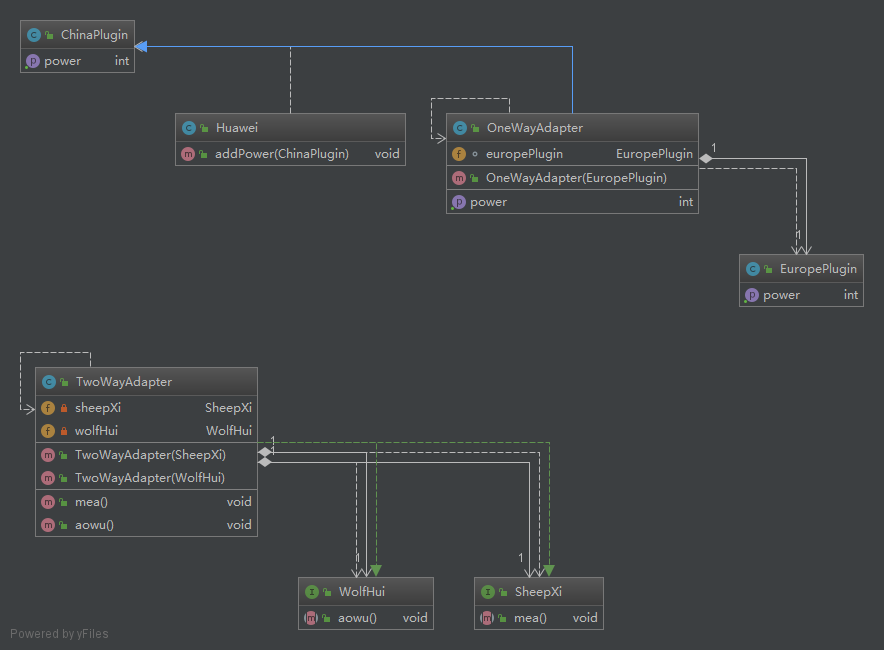 ChinaPlugin
power int
Huawei
addPower(ChinaPlugin) void
OneWayAdapter
europePlugin EuropePlugin
OneWayAdapter(EuropePlugin)
power int
1
1
EuropePlugin
power int
TwoWayAdapter
sheepXi SheepXi
wolfHui WolfHui
TwoWayAdapter(SheepXi)
TwoWayAdapter(WolfHui)
mea() void
aowu() void
1
1
1
1
WolfHui
aowu() void
SheepXi
mea() void
Powered by yFiles